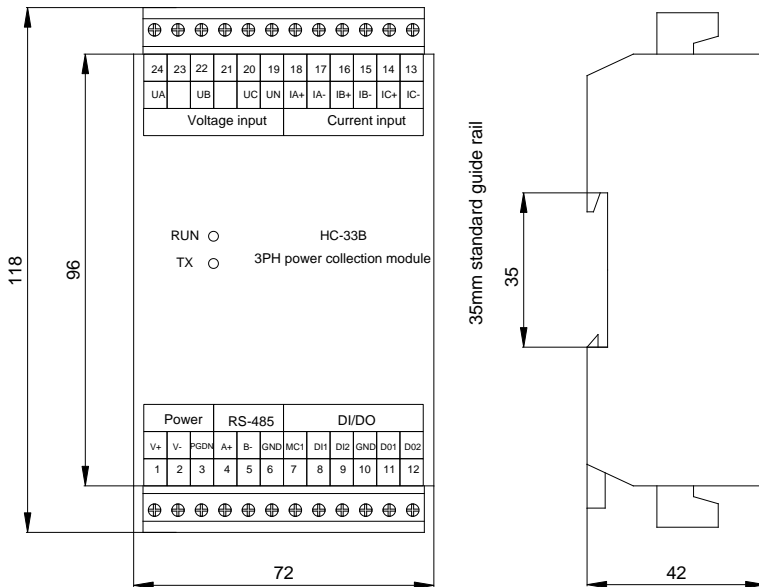 24 23 22 21 20 19 18 17 16 15 14 13
UA UB UC UN IA+ IA- IB+ IB- IC+ IC-
Voltage input Current input
RUN HC-33B
TX 3PH power collection module
118
96
35mm standard guide rail
35
Power RS-485 DI/DO
V+ V- PGDN A+ B- GND MC1 DI1 DI2 GND D01 D02
1 2 3 4 5 6 7 8 9 10 11 12
72
42